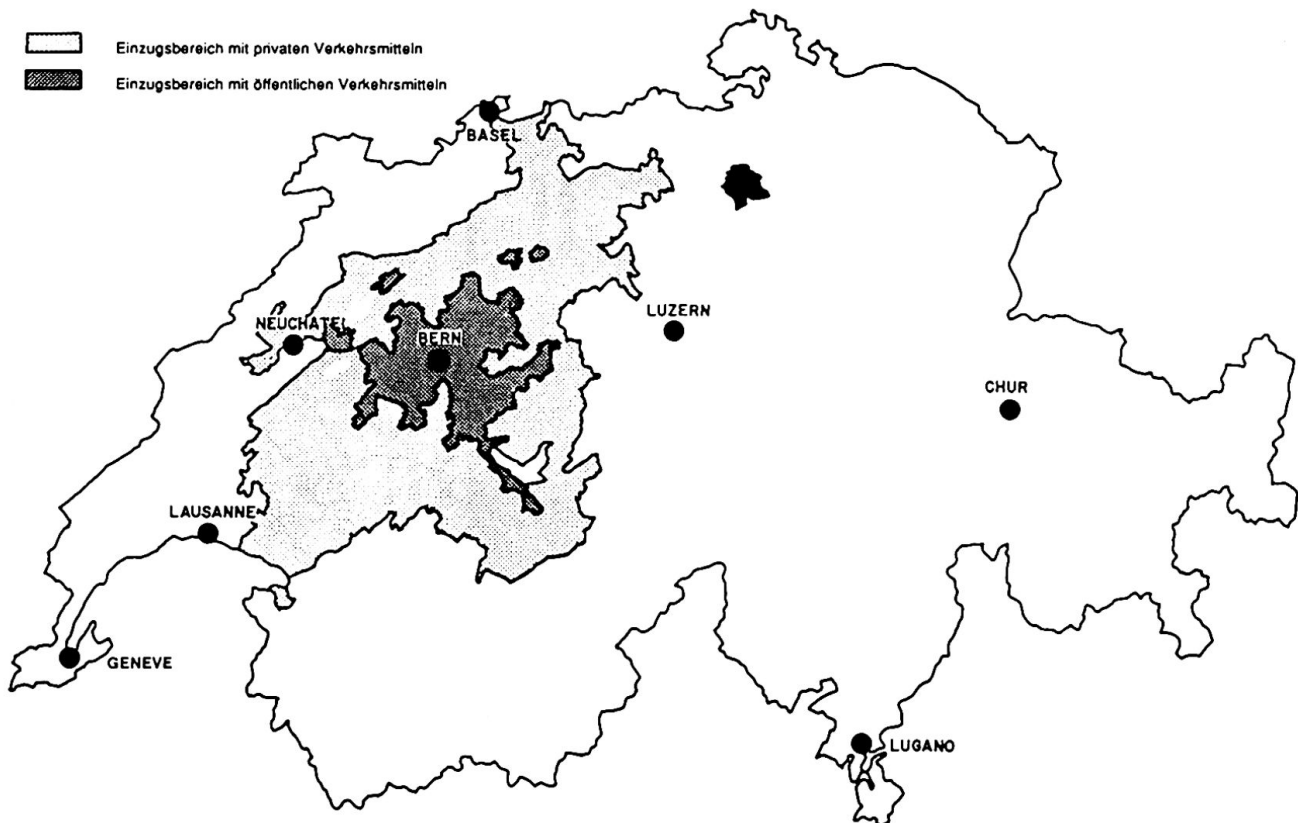 Einzugsbereich mit privaten Verkehrsmitteln
Einzugsbereich mit öffentlichen Verkehrsmitteln
BASEL
NEUCHATEL
BERN
LUZERN
CHUR
LAUSANNE
GENEVE
LUGANO